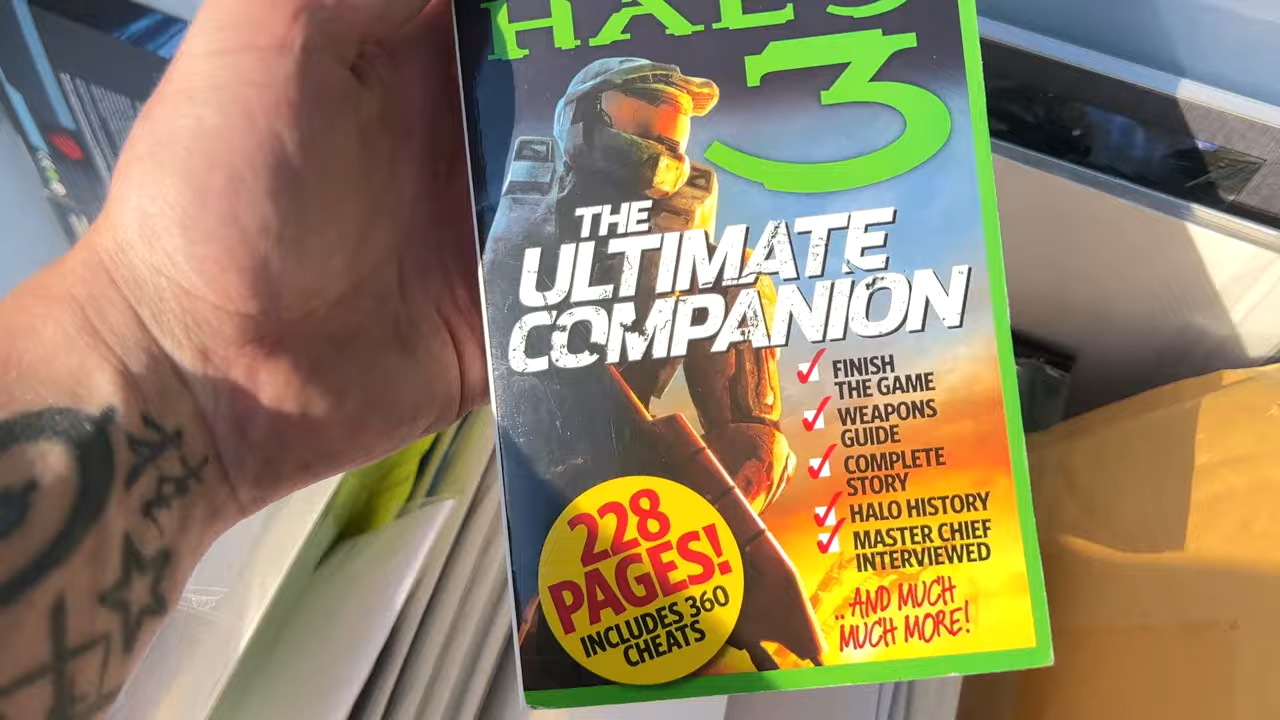 HALO
3
THE
ULTIMATE
COMPANION
FINISH
THE GAME
WEAPONS
GUIDE
COMPLETE
STORY
HALO HISTORY
MASTER CHIEF
INTERVIEWED
..AND MUCH
MUCH MORE!
228
PAGES!
INCLUDES 360
CHEATS